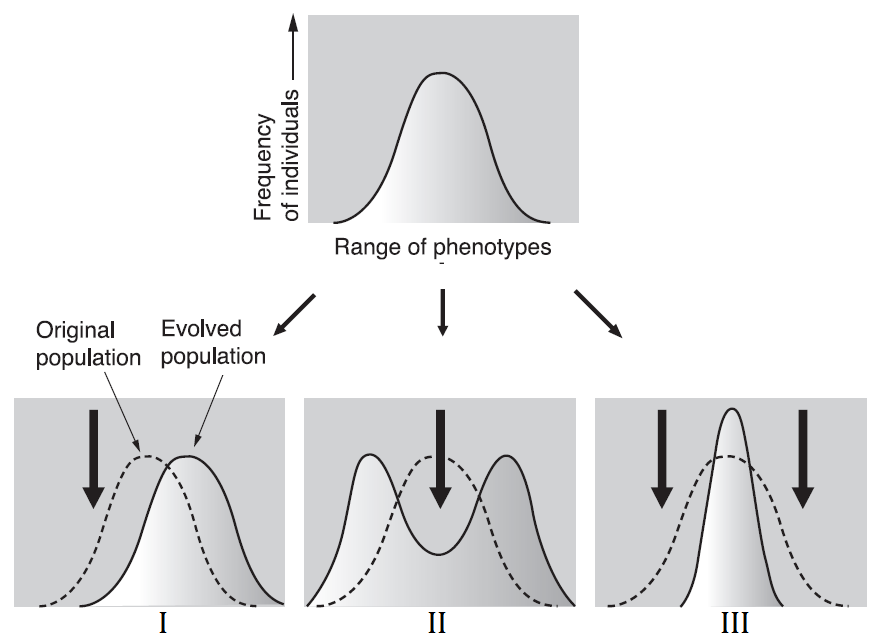 Frequency
of individuals
Range of phenotypes
Original
population
Evolved
population
I
II
III